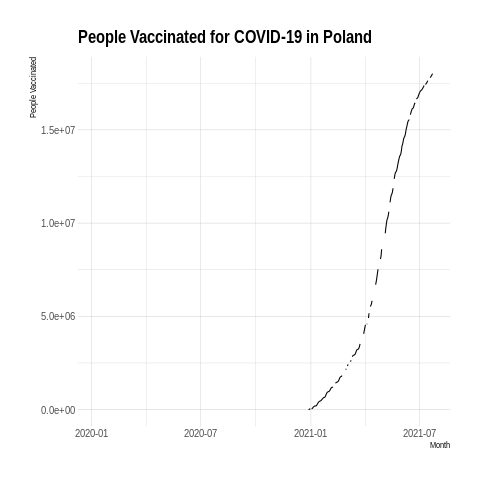 People Vaccinated for COVID-19 in Poland
People Vaccinated
1.5e+07
1.0e+07
5.0e+06
0.0e+00
2020-01 2020-07 2021-01 2021-07
Month